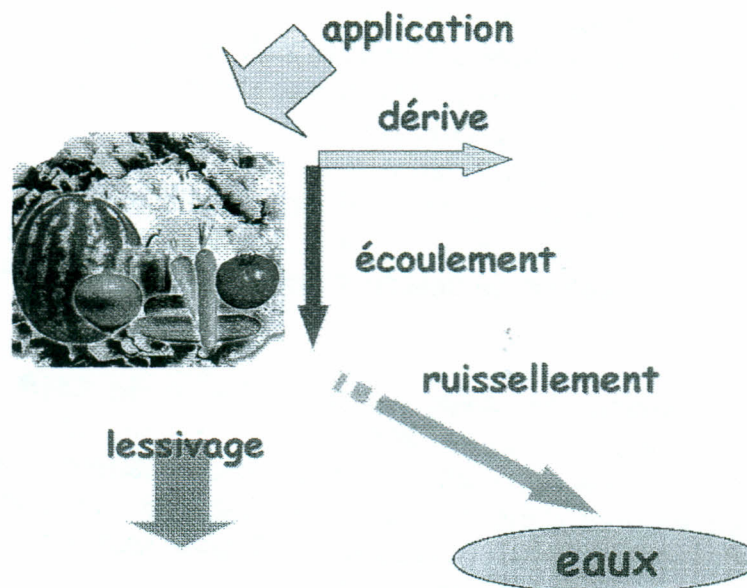 application
dérive
écoulement
ruissellement
lessivage
eaux